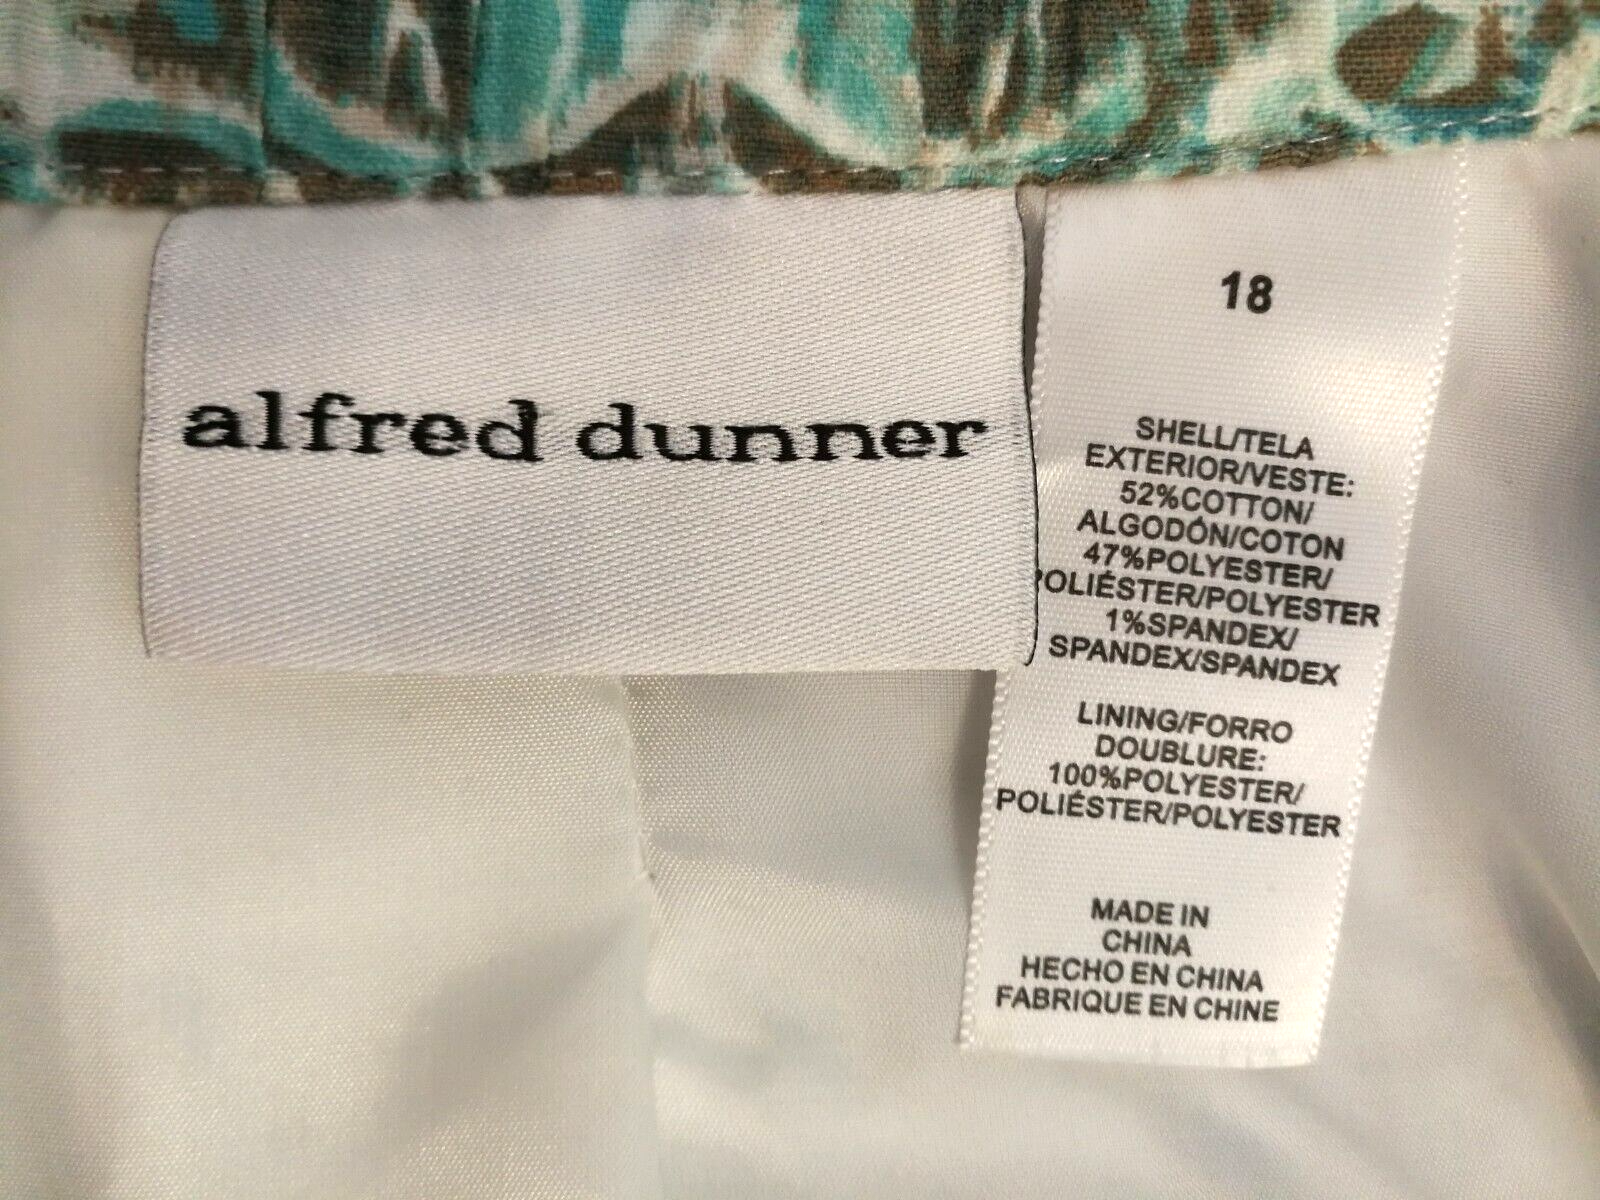 alfred dunner
18
SHELL/TELA
EXTERIOR/VESTE:
52%COTTON/
ALGODÓN/COTON
47%POLYESTER/
POLIÉSTER/POLYESTER
1%SPANDEX/
SPANDEX/SPANDEX
LINING/FORRO
DOUBLURE:
100%POLYESTER/
POLIÉSTER/POLYESTER
MADE IN
CHINA
HECHO EN CHINA
FABRIQUE EN CHINE